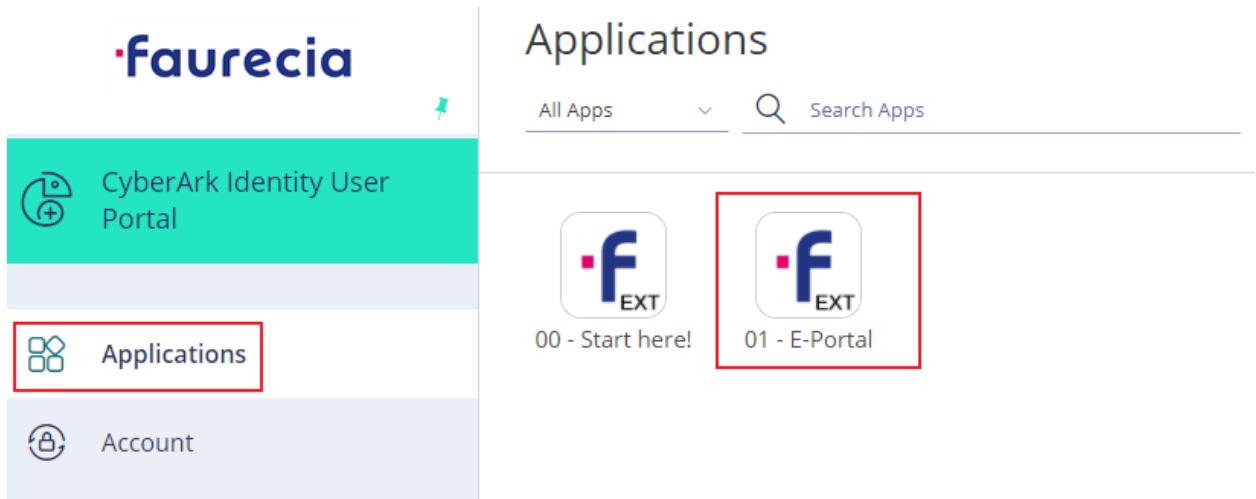 faurecia
CyberArk Identity User
Portal
Applications
Account
Applications
All Apps
Search Apps
f EXT
f EXT
00 - Start here!
01 - E-Portal